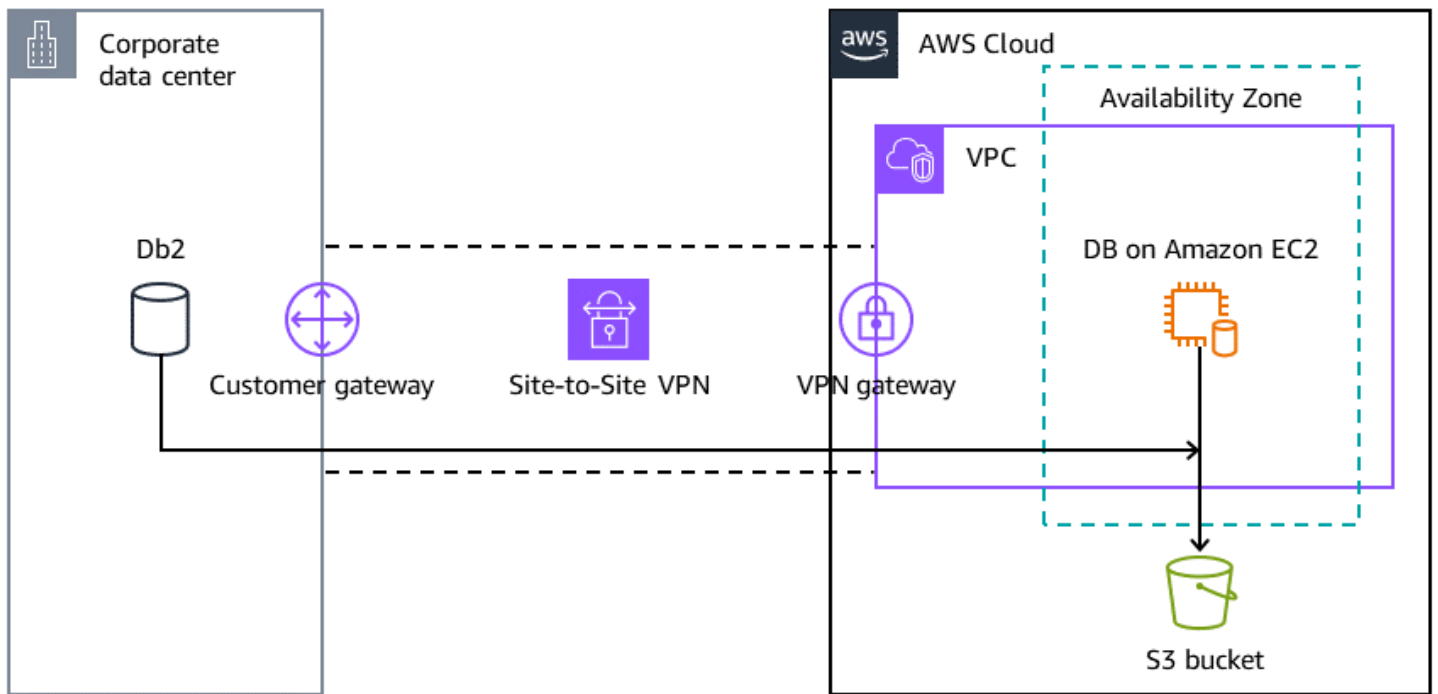 Corporate
data center
aws
AWS Cloud
Availability Zone
VPC
Db2
DB on Amazon EC2
Customer gateway
Site-to-Site VPN
VPN gateway
S3 bucket